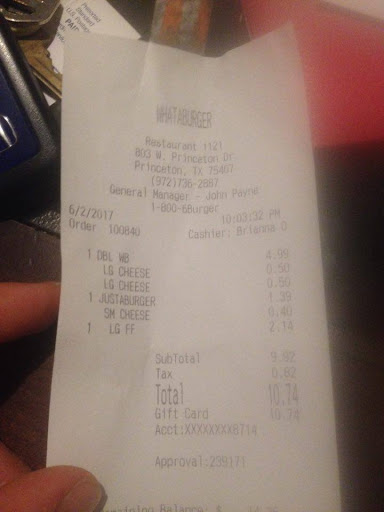 WHATABURGER
Restaurant 1121
803 W. Princeton Dr
Princeton, TX 75407
(972)736-2887
General Manager - John Payne
1-800-6Burger
6/2/2017 10:03:32 PM
Order 100840 Cashier: Brianna O
1 DBL WB 4.99
LG CHEESE 0.50
LG CHEESE 0.50
1 JUSTABURGER 1.39
SM CHEESE 0.40
1 LG FF 2.14
SubTotal 9.92
Tax 0.82
Total 10.74
Gift Card 10.74
Acct:XXXXXXXX8714
Approval:239171
Balance: $